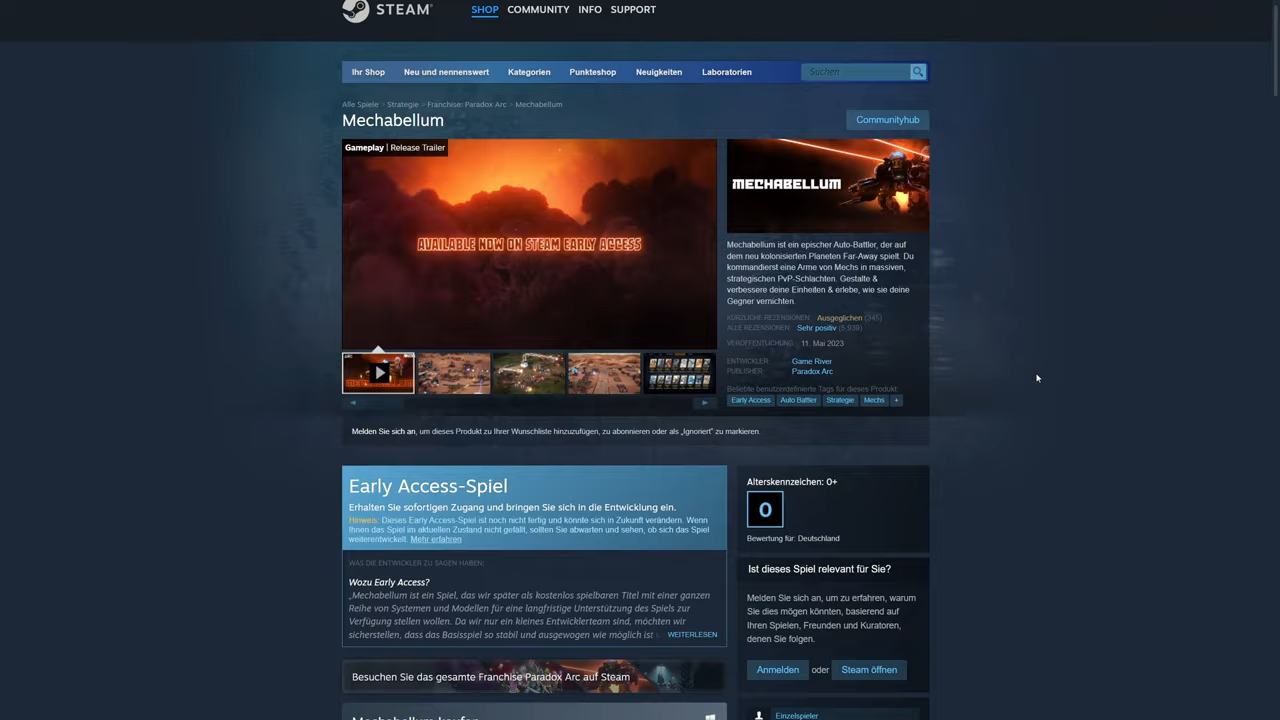 STEAM®
SHOP COMMUNITY INFO SUPPORT
Ihr Shop Neu und nennenswert Kategorien Punkteshop Neuigkeiten Laboratorien Suchen
Alle Spiele > Strategie > Franchise: Paradox Arc > Mechabellum
Mechabellum
Communityhub
Gameplay | Release Trailer
AVAILABLE NOW ON STEAM EARLY ACCESS
MECHABELLUM
Mechabellum ist ein epischer Auto-Battler, der auf
dem neu kolonisierten Planeten Far-Away spielt. Du
kommandierst eine Arme von Mechs in massiven,
strategischen PvP-Schlachten. Gestalte &
verbessere deine Einheiten & erlebe, wie sie deine
Gegner vernichten.
KÜRZLICHE REZENSIONEN: Ausgeglichen (345)
ALLE REZENSIONEN: Sehr positiv (5,939)
VERÖFFENTLICHUNG: 11. Mai 2023
ENTWICKLER: Game River
PUBLISHER: Paradox Arc
Beliebte benutzerdefinierte Tags für dieses Produkt:
Early Access Auto Battler Strategie Mechs +
Melden Sie sich an, um dieses Produkt zu Ihrer Wunschliste hinzuzufügen, zu abonnieren oder als „Ignoriert“ zu markieren.
Early Access-Spiel
Erhalten Sie sofortigen Zugang und bringen Sie sich in die Entwicklung ein.
Hinweis: Dieses Early Access-Spiel ist noch nicht fertig und könnte sich in Zukunft verändern. Wenn
Ihnen das Spiel im aktuellen Zustand nicht gefällt, sollten Sie abwarten und sehen, ob sich das Spiel
weiterentwickelt. Mehr erfahren
WAS DIE ENTWICKLER ZU SAGEN HABEN:
Wozu Early Access?
„Mechabellum ist ein Spiel, das wir später als kostenlos spielbaren Titel mit einer ganzen
Reihe von Systemen und Modellen für eine langfristige Unterstützung des Spiels zur
Verfügung stellen wollen. Da wir nur ein kleines Entwicklerteam sind, möchten wir
sicherstellen, dass das Basisspiel so stabil und ausgewogen wie möglich ist WEITERLESEN
Besuchen Sie das gesamte Franchise Paradox Arc auf Steam
Mechabellum kaufen
Alterskennzeichen: 0+
0
Bewertung für: Deutschland
Ist dieses Spiel relevant für Sie?
Melden Sie sich an, um zu erfahren, warum
Sie dies mögen könnten, basierend auf
Ihren Spielen, Freunden und Kuratoren,
denen Sie folgen.
Anmelden oder Steam öffnen
Einzelspieler